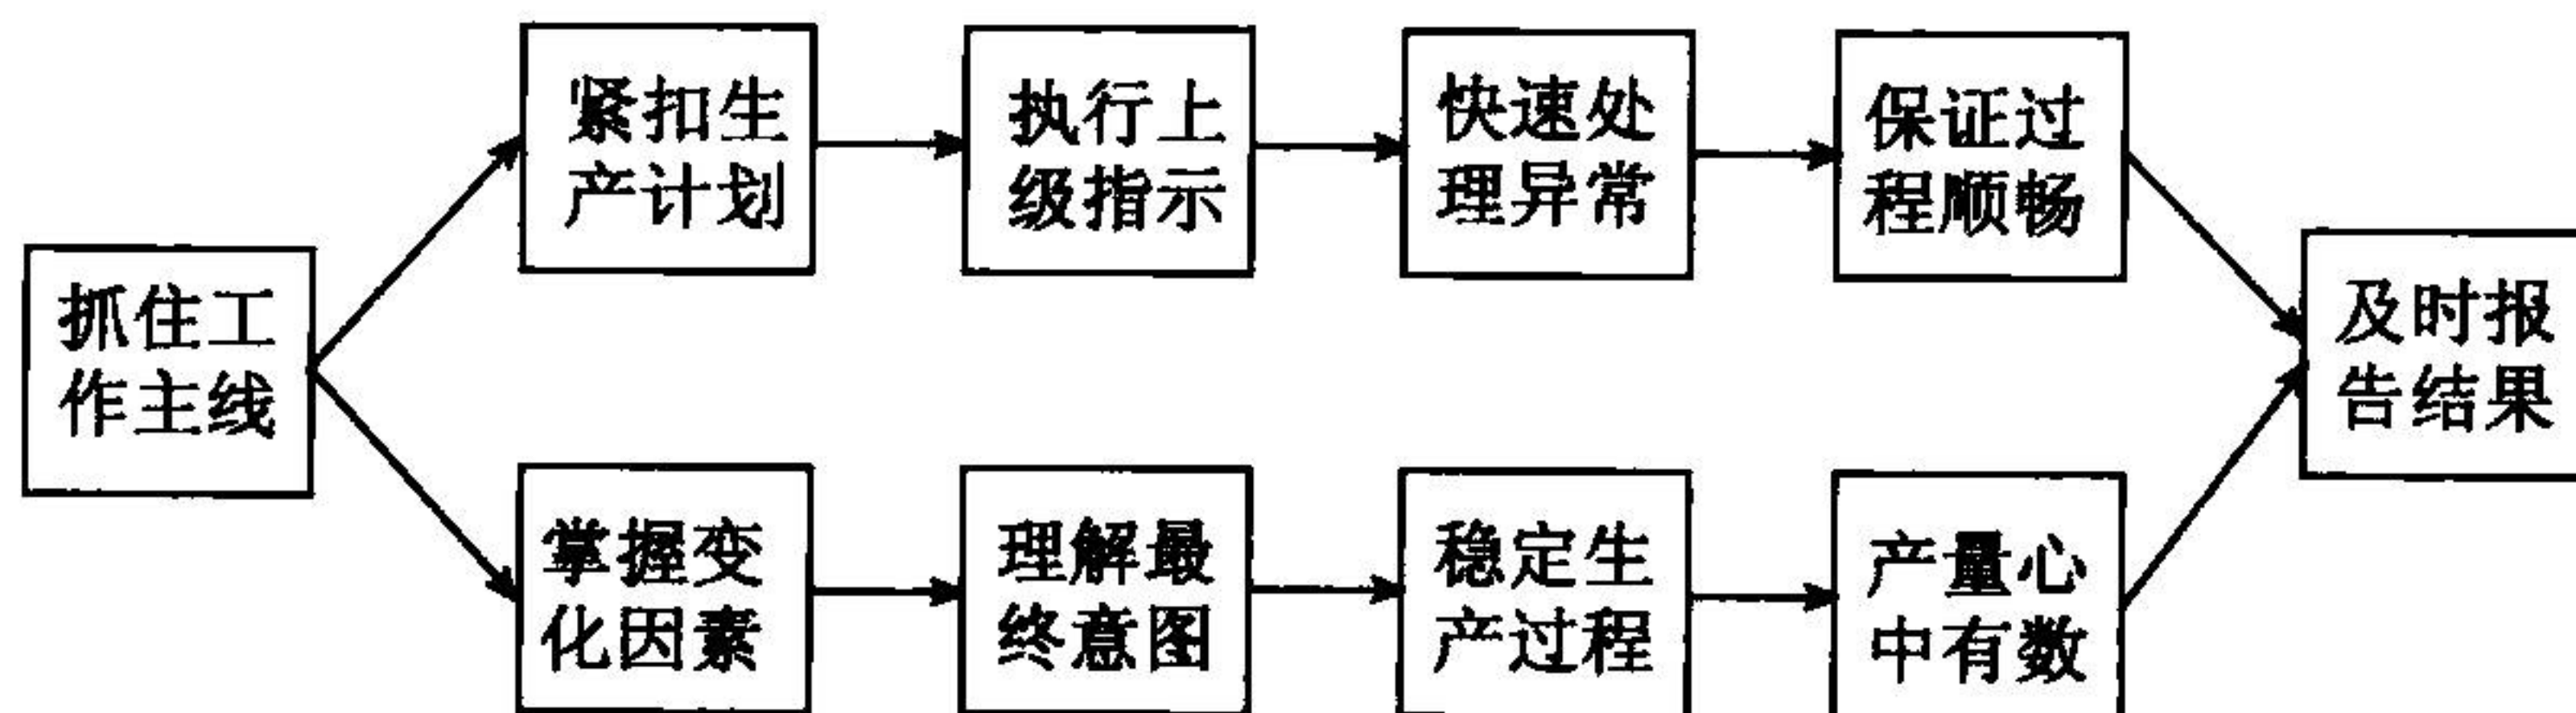 紧扣生
产计划
执行上
级指示
快速处
理异常
保证过
程顺畅
抓住工
作主线
及时报
告结果
掌握变
化因素
理解最
终意图
稳定生
产过程
产量心
中有数